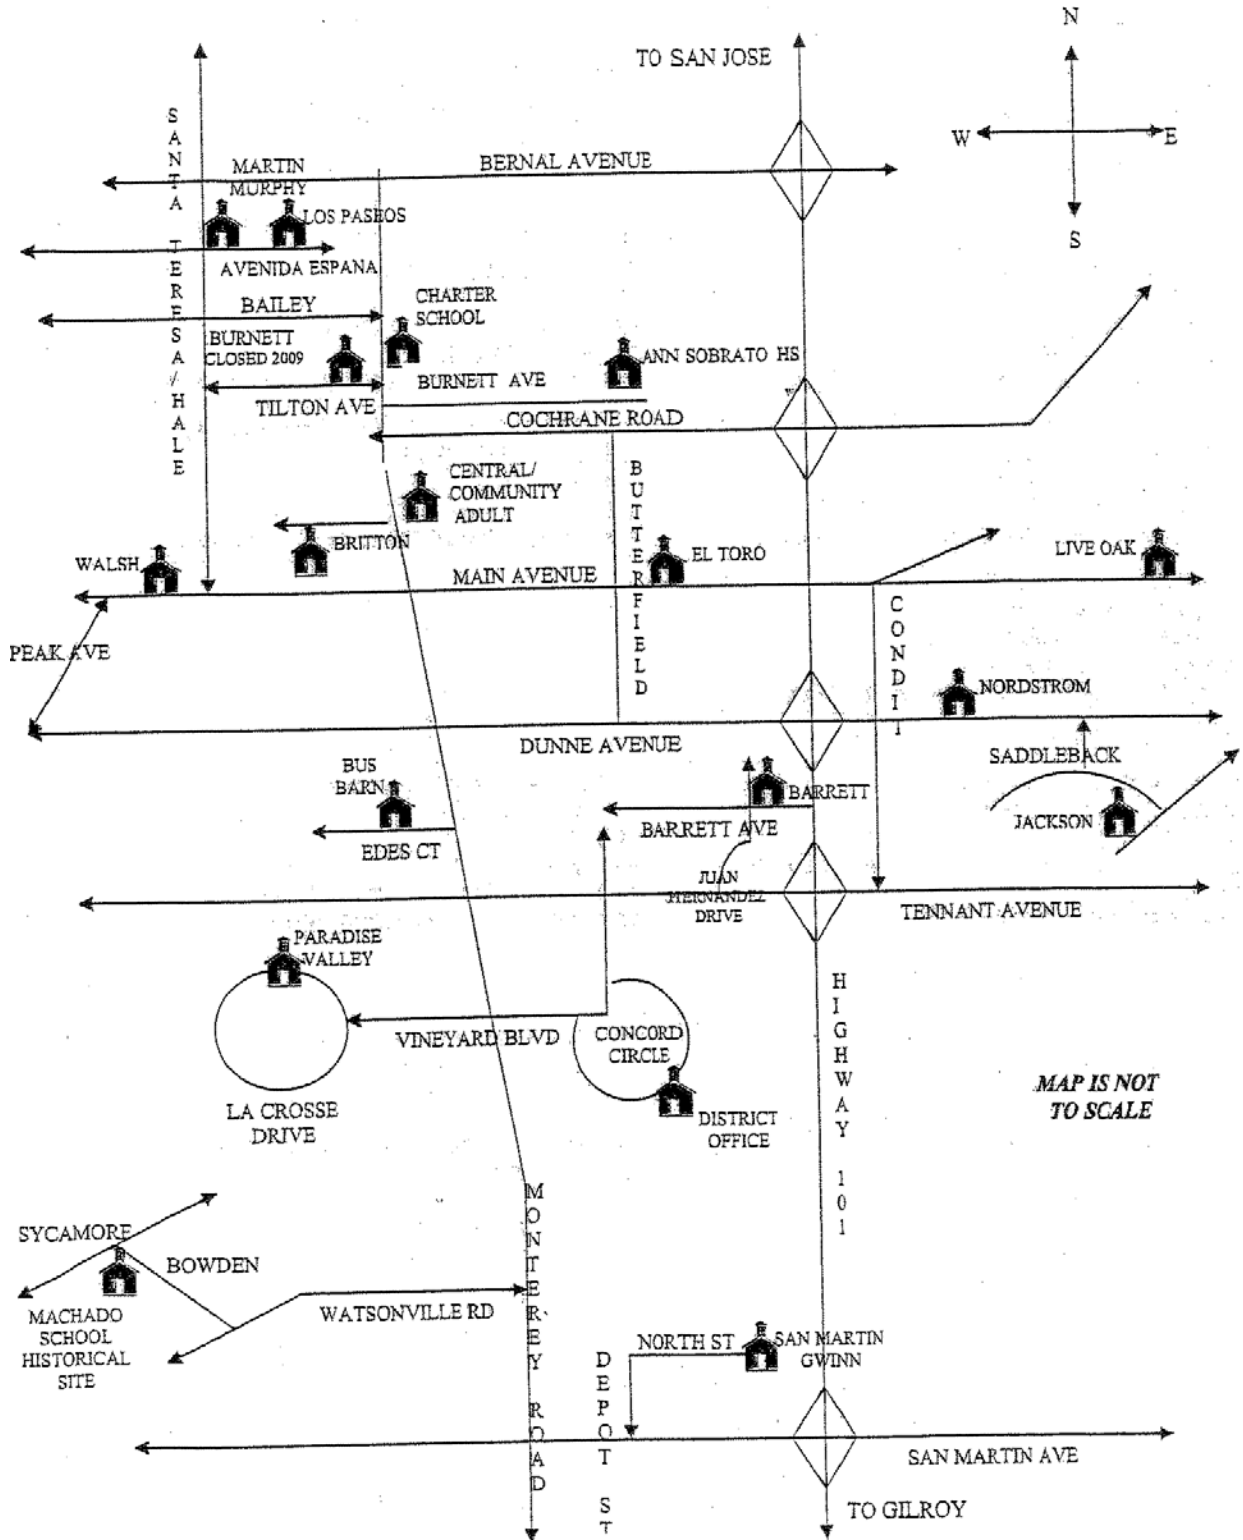 N
TO SAN JOSE
W
E
S
SANTA TERESA/HALE
MARTIN
MURPHY
BERNAL AVENUE
LOS PASEOS
AVENIDA ESPANA
BAILEY
CHARTER
SCHOOL
BURNETT
CLOSED 2009
ANN SOBRATO HS
BURNETT AVE
TILTON AVE
COCHRANE ROAD
CENTRAL/
COMMUNITY
ADULT
BUTTERFIELD
BRITTON
WALSH
EL TORO
LIVE OAK
MAIN AVENUE
PEAK AVE
CONDIT
NORDSTROM
DUNNE AVENUE
SADDLEBACK
BUS
BARN
BARRETT
BARRETT AVE
JACKSON
EDES CT
JUAN
HERNANDEZ
DRIVE
TENNANT AVENUE
PARADISE
VALLEY
HIGHWAY 101
VINEYARD BLVD
CONCORD
CIRCLE
MAP IS NOT
TO SCALE
LA CROSSE
DRIVE
DISTRICT
OFFICE
MONTEREY ROAD
SYCAMORE
BOWDEN
WATSONVILLE RD
MACHADO
SCHOOL
HISTORICAL
SITE
NORTH ST
SAN MARTIN
GWINN
DEPOT ST
SAN MARTIN AVE
TO GILROY